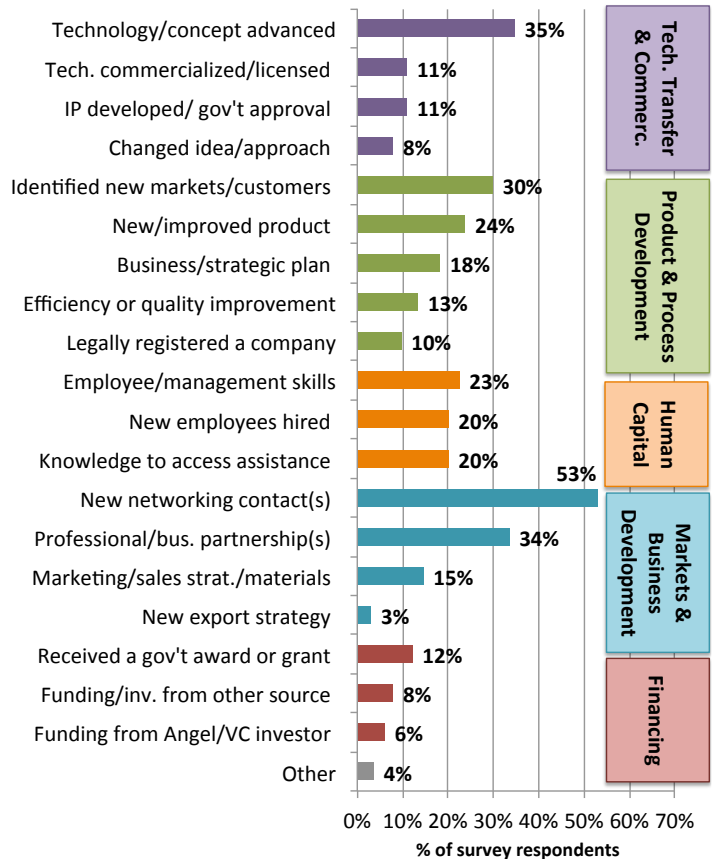 Technology/concept advanced 35%
Tech. commercialized/licensed 11%
IP developed/ gov't approval 11%
Changed idea/approach 8%
Tech. Transfer
& Commerc.
Identified new markets/customers 30%
New/improved product 24%
Business/strategic plan 18%
Efficiency or quality improvement 13%
Legally registered a company 10%
Product & Process
Development
Employee/management skills 23%
New employees hired 20%
Knowledge to access assistance 20%
Human
Capital
New networking contact(s) 53%
Professional/bus. partnership(s) 34%
Marketing/sales strat./materials 15%
New export strategy 3%
Markets &
Business
Development
Received a gov't award or grant 12%
Funding/inv. from other source 8%
Funding from Angel/VC investor 6%
Financing
Other 4%
0% 10% 20% 30% 40% 50% 60% 70%
% of survey respondents